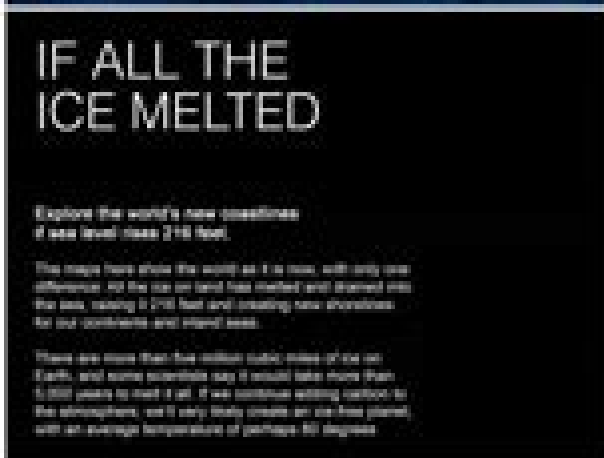 IF ALL THE
ICE MELTED
Explore the world's new coastlines
if sea level rises 216 feet.
The maps here show the world as it is now, with only one
difference: All the ice on land has melted and drained into
the sea, raising it 216 feet and creating new shorelines
for our continents and inland seas.
There are more than five million cubic miles of ice on
Earth, and some scientists say it would take more than
5,000 years to melt it all. If we continue adding carbon to
the atmosphere, we'll very likely create an ice-free planet,
with an average temperature of perhaps 80 degrees